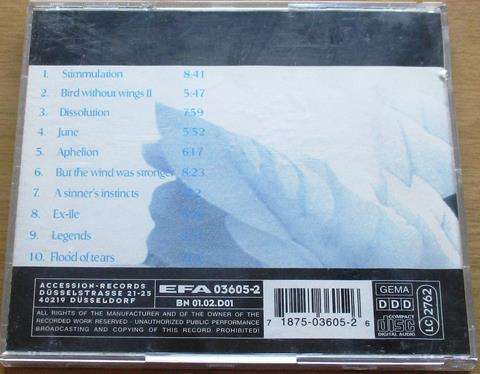 1. Stimmulation 8:41
2. Bird without wings II 5:47
3. Dissolution 7:59
4. June 5:52
5. Aphelion 6:17
6. But the wind was stronger 8:23
7. A sinner's instincts
8. Ex-ile
9. Legends
10. Flood of tears
ACCESSION-RECORDS
DÜSSELSTRASSE 21-25
40219 DÜSSELDORF
EFA 03605-2
BN 01.02.D01
ALL RIGHTS OF THE MANUFACTURER AND OF THE OWNER OF THE
RECORDED WORK RESERVED - UNAUTHORIZED PUBLIC PERFORMANCE
BROADCASTING AND COPYING OF THIS RECORD PROHIBITED!
7 1875-03605-2 6
GEMA
DDD
COMPACT
disc
DIGITAL AUDIO
LC 2762